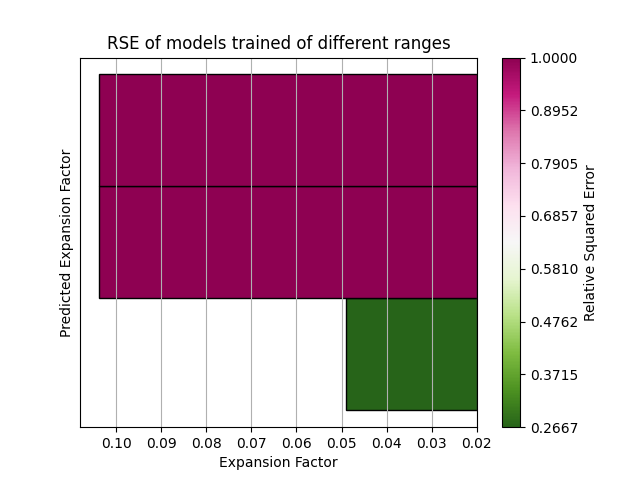 RSE of models trained of different ranges
Predicted Expansion Factor
0.10 0.09 0.08 0.07 0.06 0.05 0.04 0.03 0.02
Expansion Factor
1.0000
0.8952
0.7905
0.6857
0.5810
0.4762
0.3715
0.2667
Relative Squared Error